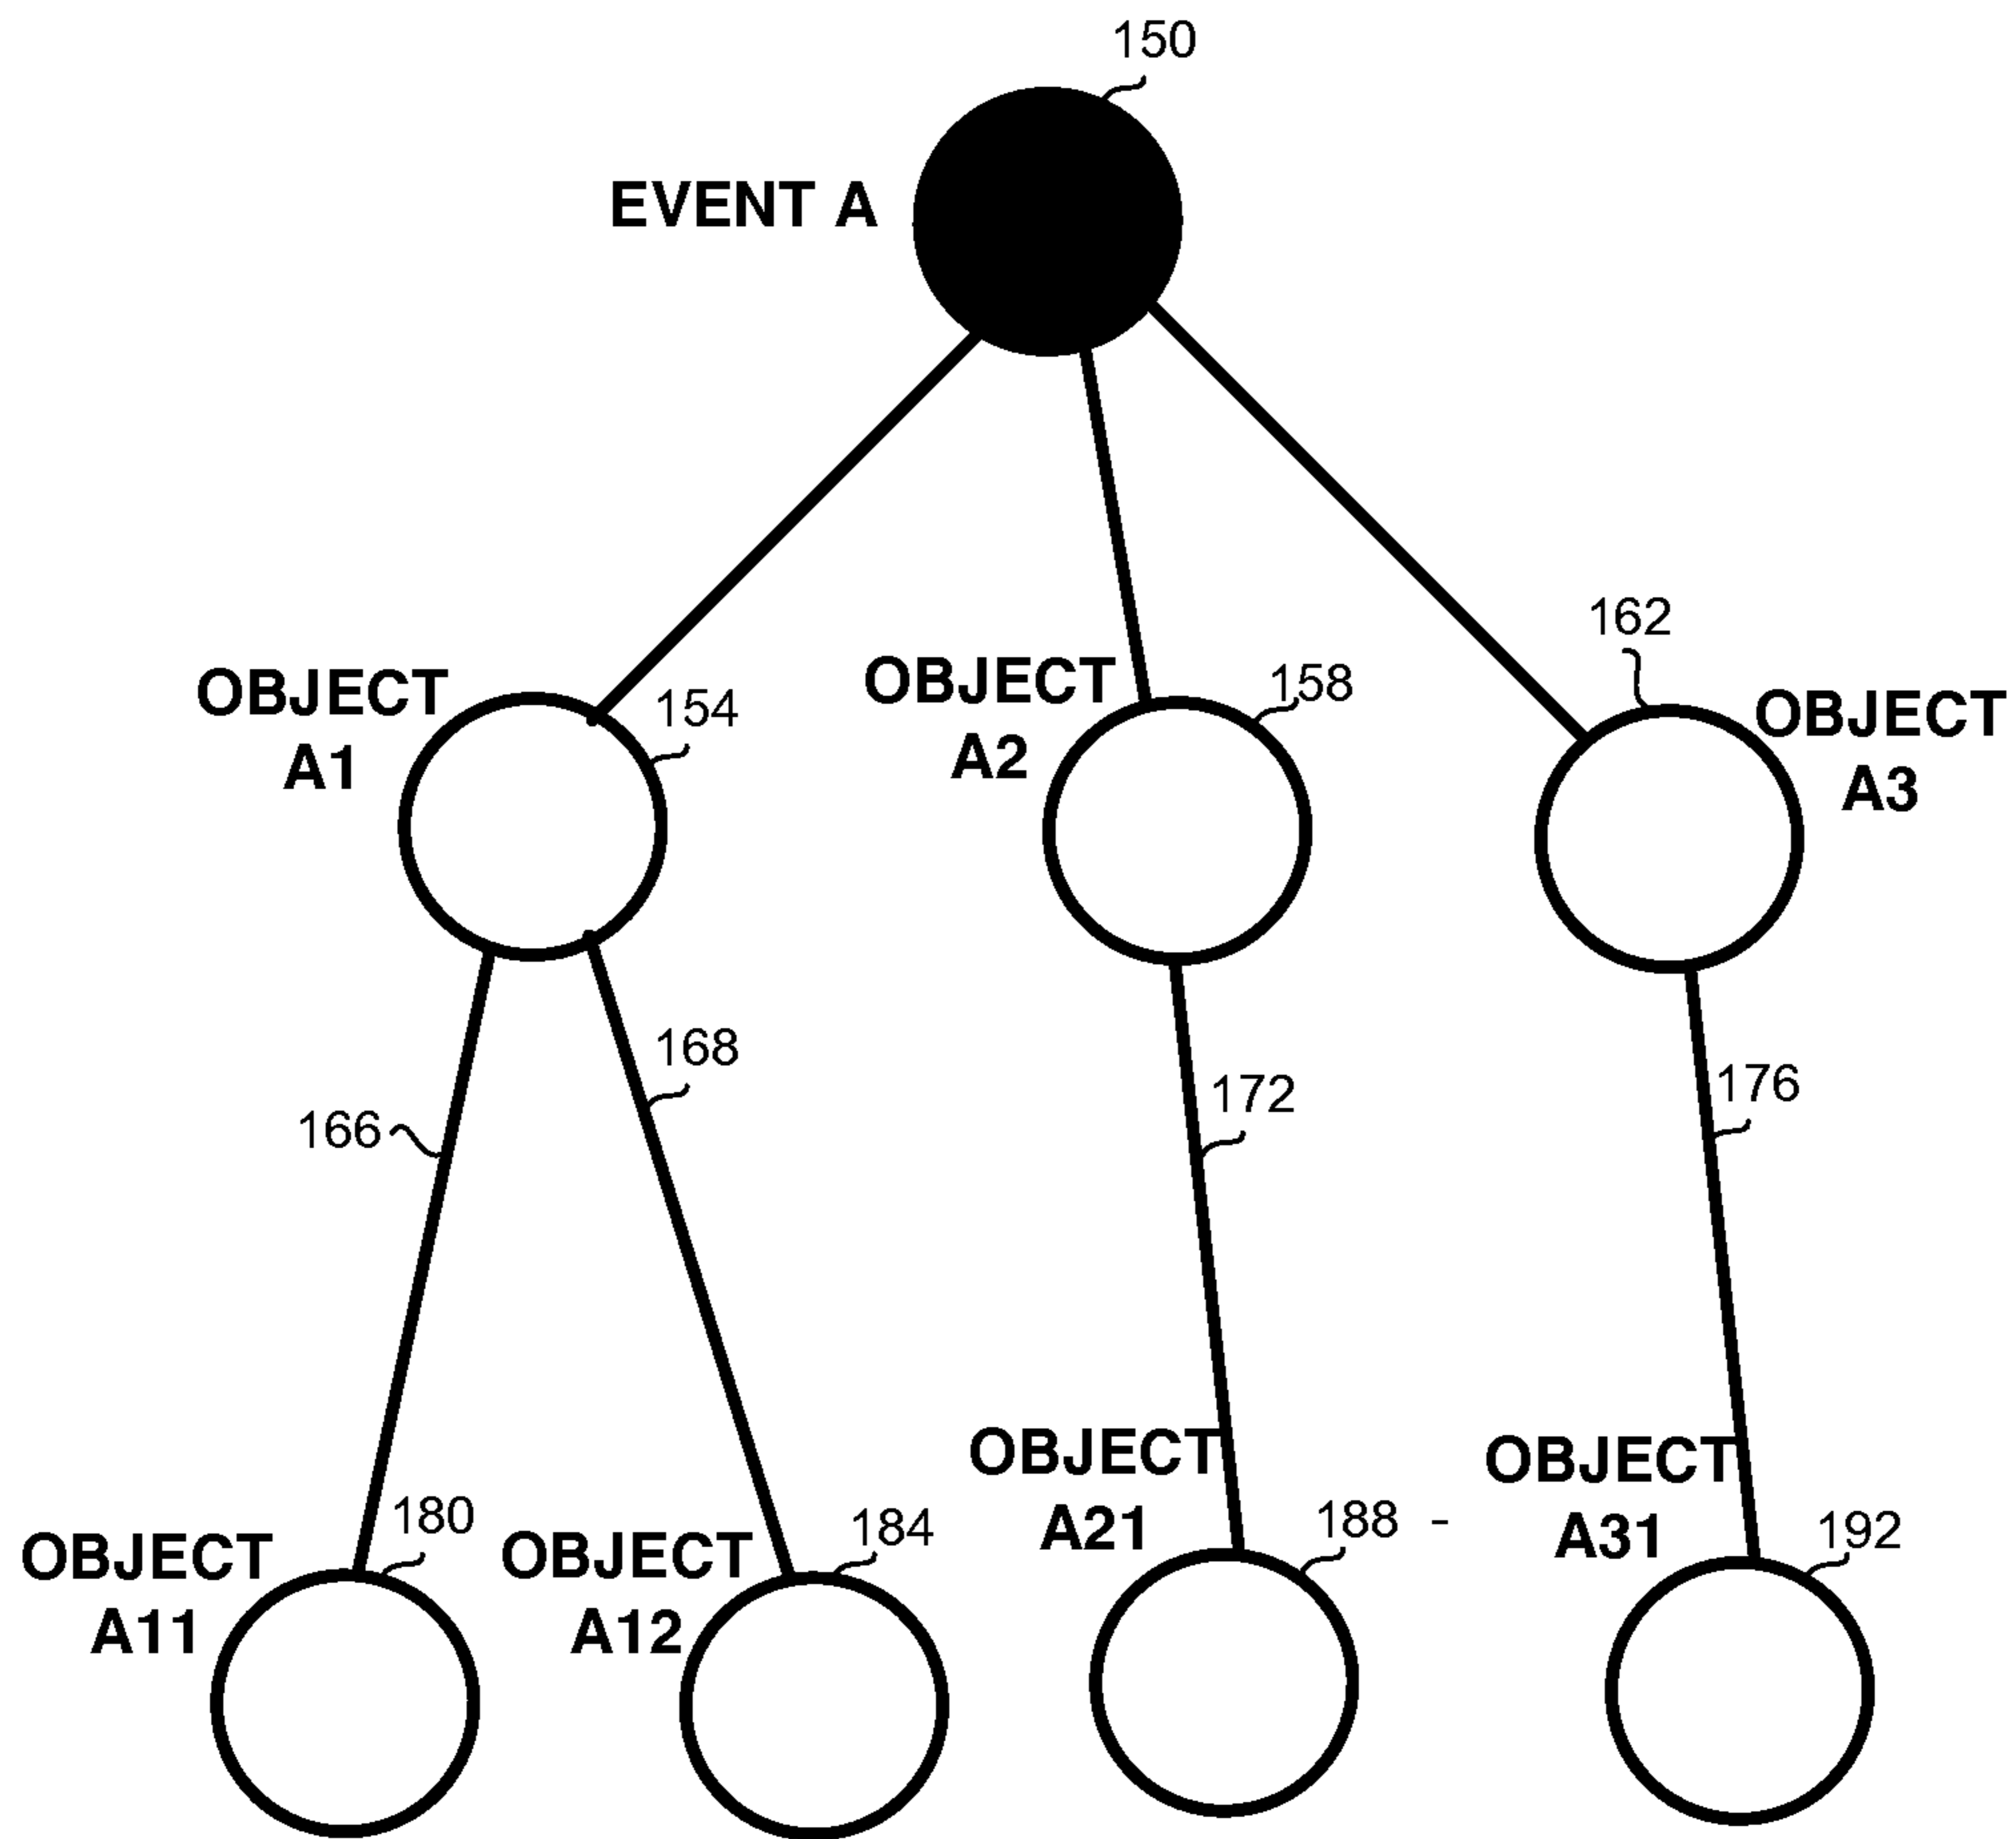 150
EVENT A
162
OBJECT
A1
154
OBJECT
A2
158
OBJECT
A3
168
166
172
176
OBJECT
A11
180
OBJECT
A12
184
OBJECT
A21
188 -
OBJECT
A31
192